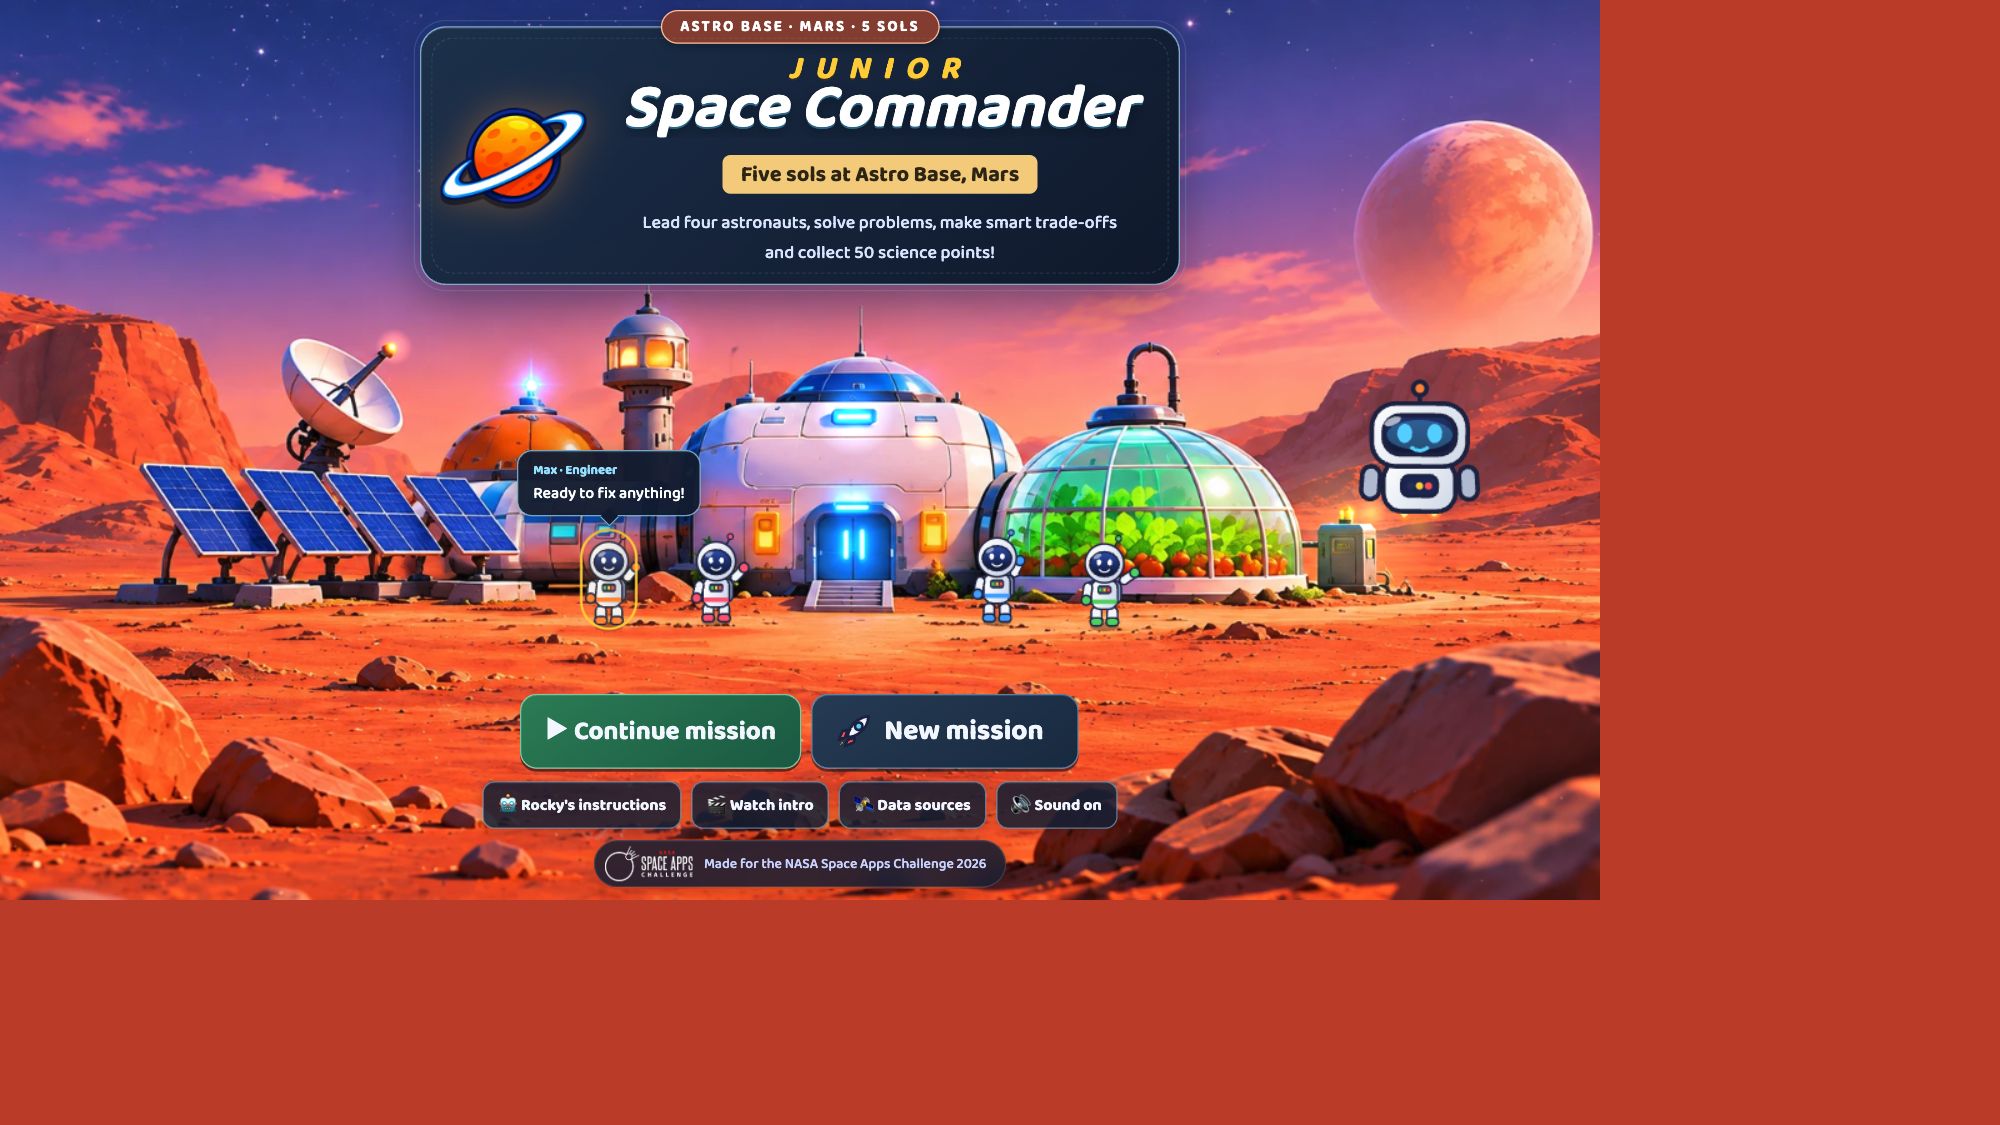 ASTRO BASE · MARS · 5 SOLS
JUNIOR
Space Commander
Five sols at Astro Base, Mars
Lead four astronauts, solve problems, make smart trade-offs
and collect 50 science points!
Max · Engineer
Ready to fix anything!
Continue mission
New mission
Rocky's instructions
Watch intro
Data sources
Sound on
NASA
SPACE APPS
CHALLENGE
Made for the NASA Space Apps Challenge 2026